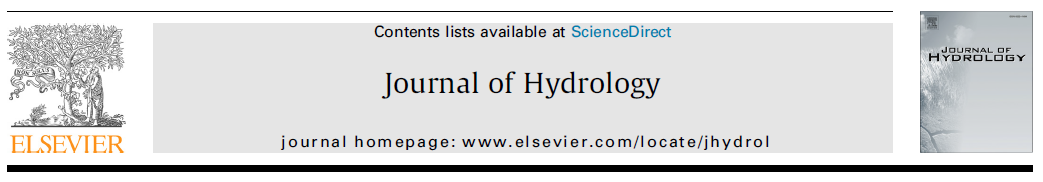 Contents lists available at ScienceDirect
Journal of Hydrology
journal homepage: www.elsevier.com/locate/jhydrol
ELSEVIER
JOURNAL OF
HYDROLOGY